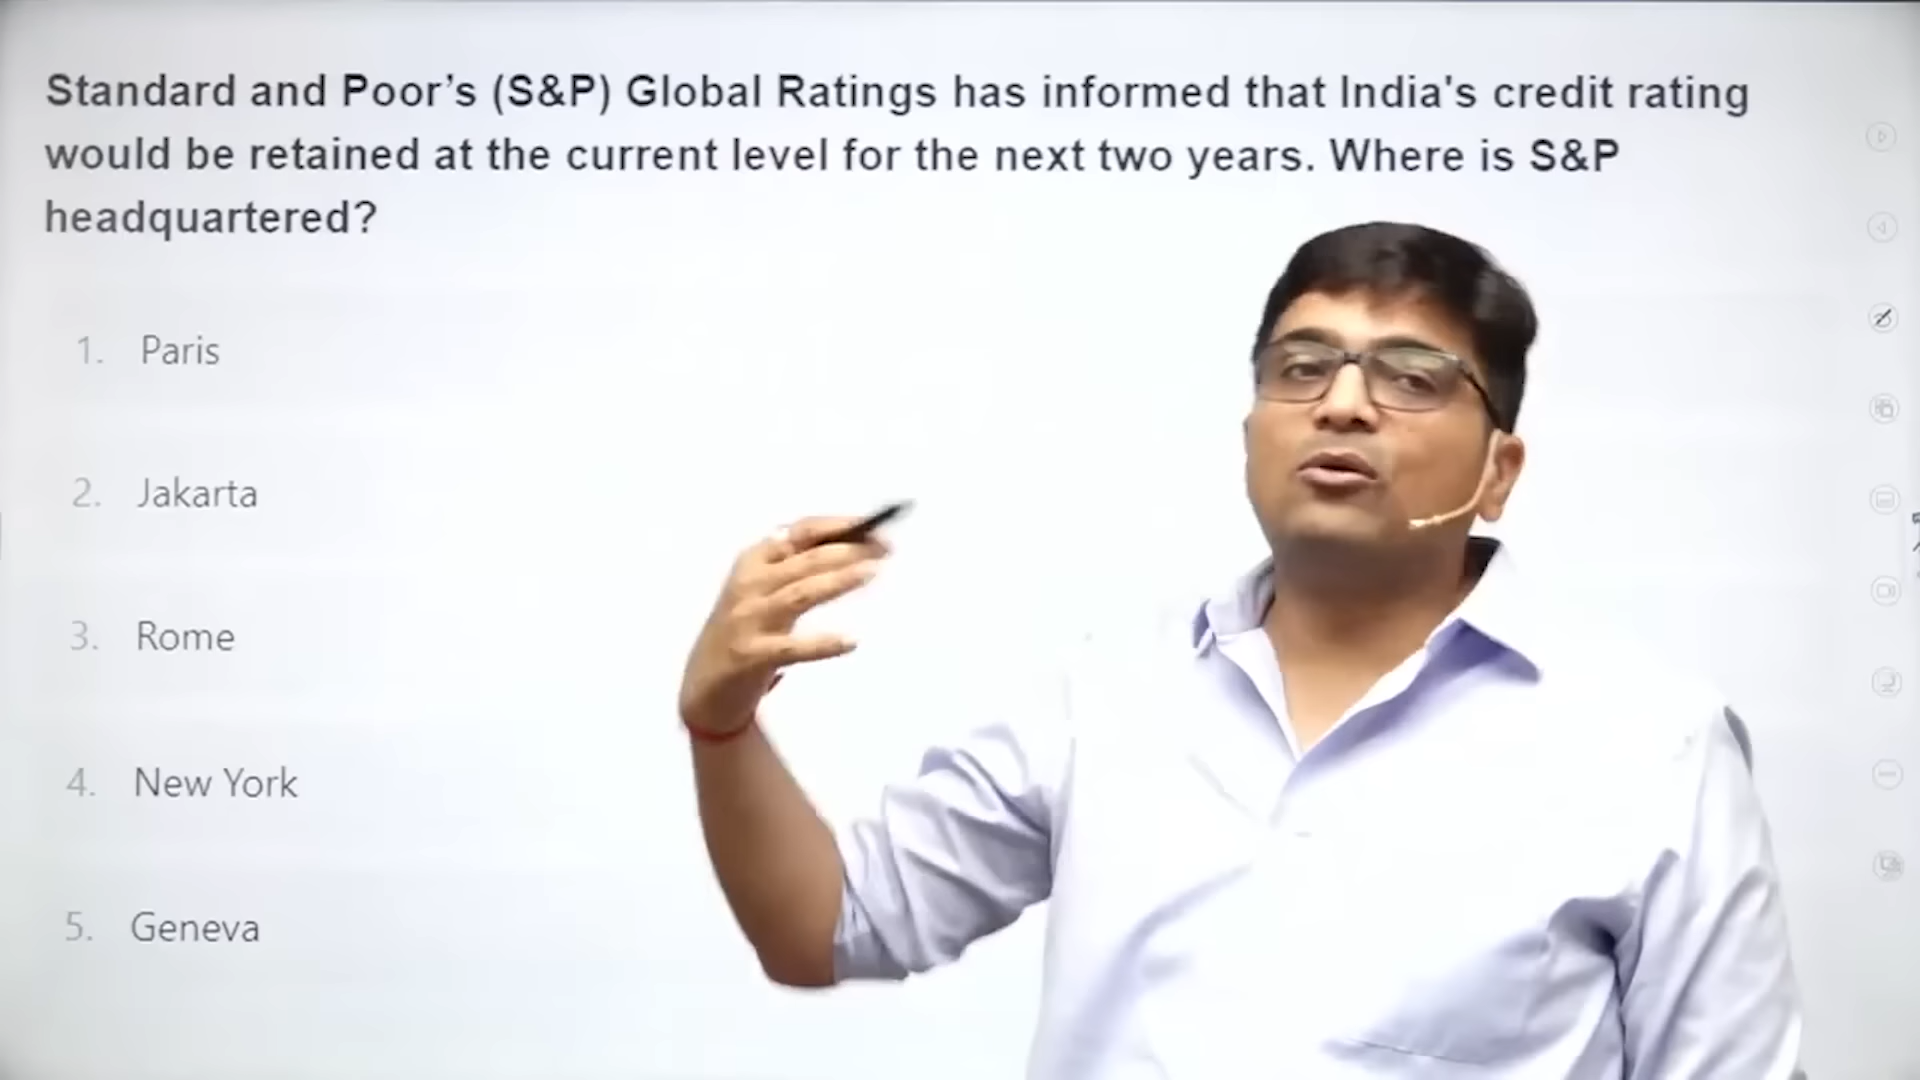 Standard and Poor’s (S&P) Global Ratings has informed that India's credit rating
would be retained at the current level for the next two years. Where is S&P
headquartered?
1. Paris
2. Jakarta
3. Rome
4. New York
5. Geneva